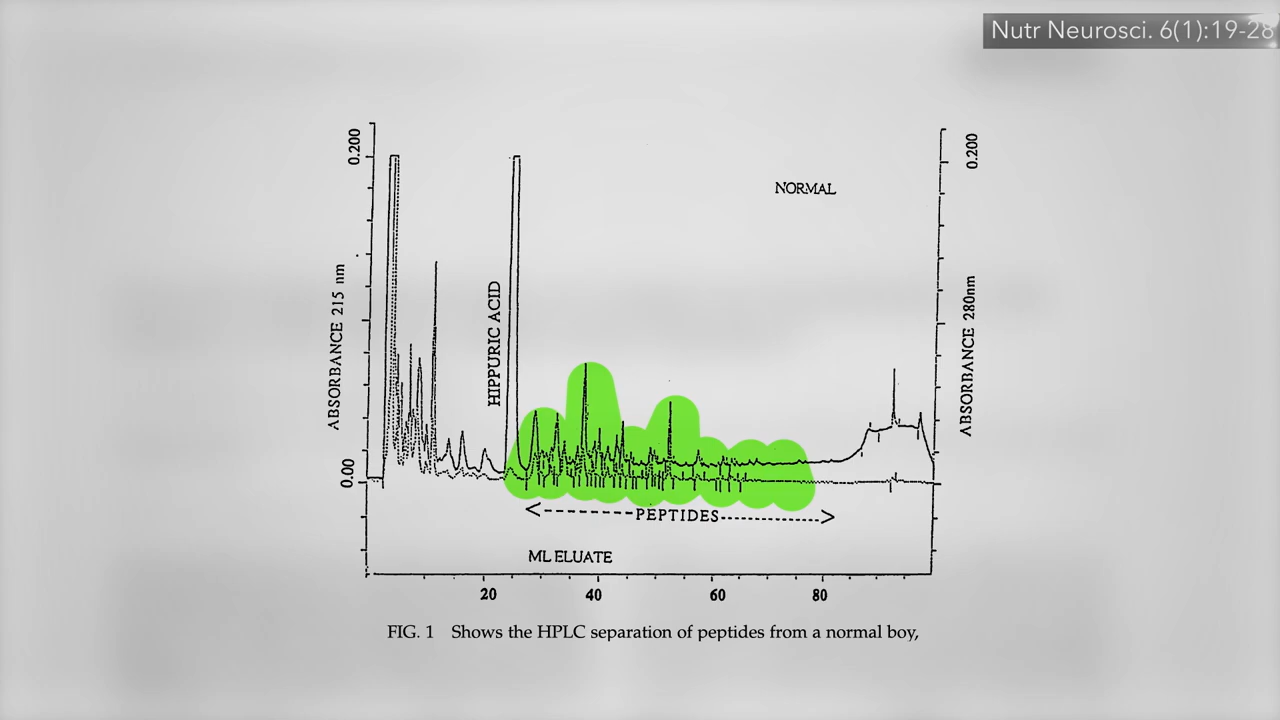 Nutr Neurosci. 6(1):19-28
0.200
0.200
NORMAL
ABSORBANCE 215 nm
HIPPURIC ACID
ABSORBANCE 280nm
0.00
PEPTIDES
ML ELUATE
20 40 60 80
FIG. 1 Shows the HPLC separation of peptides from a normal boy,